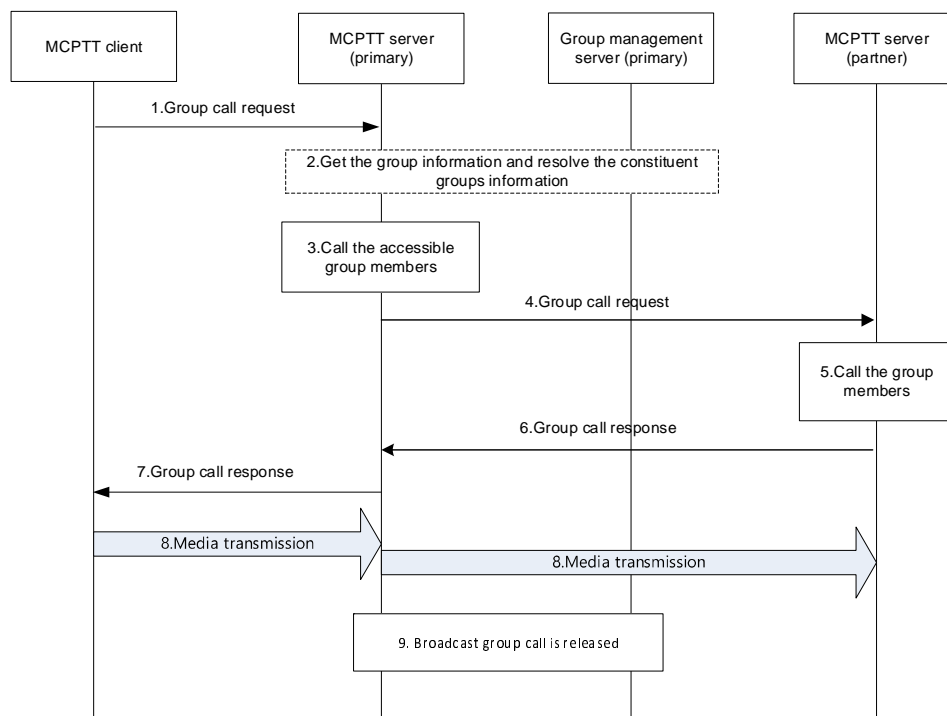 MCPTT client
MCPTT server
(primary)
Group management
server (primary)
MCPTT server
(partner)
1.Group call request
2.Get the group information and resolve the constituent
groups information
3.Call the accessible
group members
4.Group call request
5.Call the group
members
6.Group call response
7.Group call response
8.Media transmission
8.Media transmission
9. Broadcast group call is released